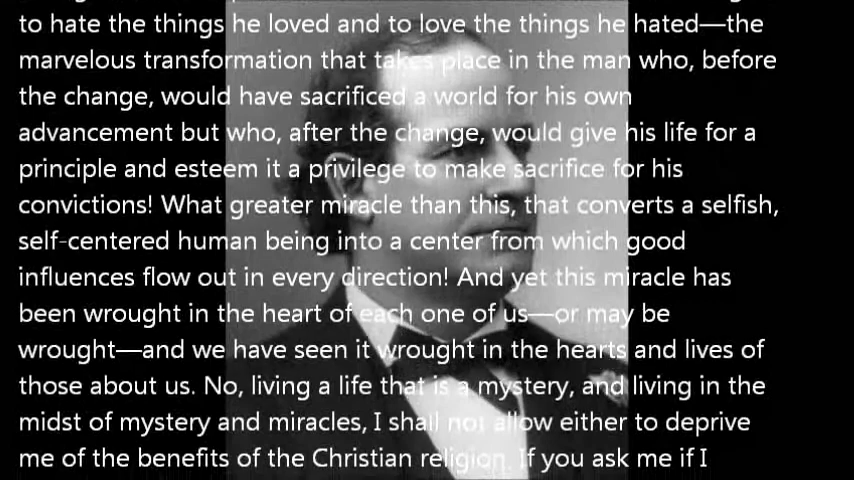 to hate the things he loved and to love the things he hated—the
marvelous transformation that takes place in the man who, before
the change, would have sacrificed a world for his own
advancement but who, after the change, would give his life for a
principle and esteem it a privilege to make sacrifice for his
convictions! What greater miracle than this, that converts a selfish,
self-centered human being into a center from which good
influences flow out in every direction! And yet this miracle has
been wrought in the heart of each one of us—or may be
wrought—and we have seen it wrought in the hearts and lives of
those about us. No, living a life that is a mystery, and living in the
midst of mystery and miracles, I shall not allow either to deprive
me of the benefits of the Christian religion. If you ask me if I